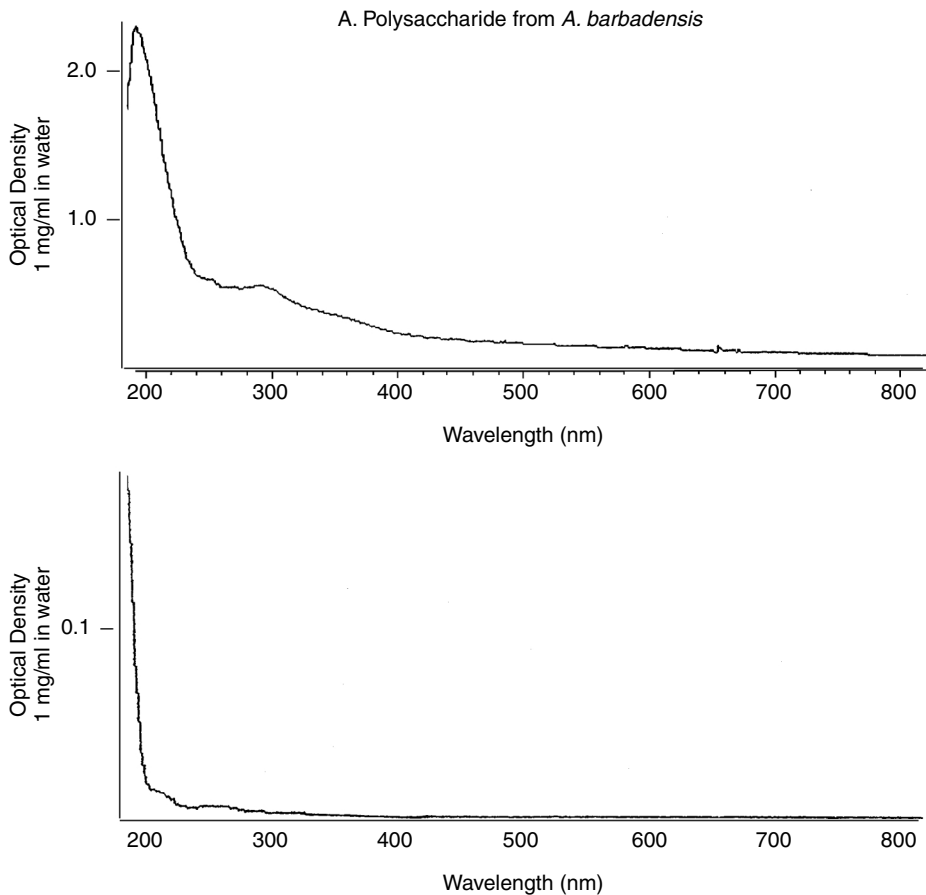 A. Polysaccharide from A. barbadensis
2.0
1.0
Optical Density
1 mg/ml in water
200 300 400 500 600 700 800
Wavelength (nm)
0.1
Optical Density
1 mg/ml in water
200 300 400 500 600 700 800
Wavelength (nm)